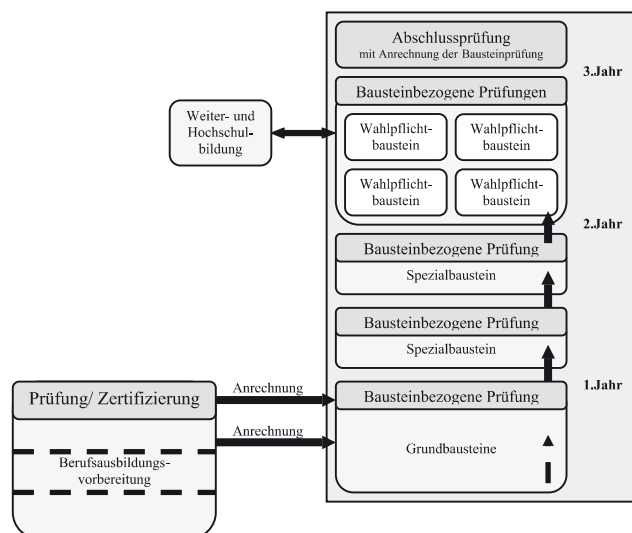 Abschlussprüfung
mit Anrechnung der Bausteinprüfung
3.Jahr
Bausteinbezogene Prüfungen
Weiter- und
Hochschul-
bildung
Wahlpflicht-
baustein
Wahlpflicht-
baustein
Wahlpflicht-
baustein
Wahlpflicht-
baustein
2.Jahr
Bausteinbezogene Prüfung
Spezialbaustein
Bausteinbezogene Prüfung
Spezialbaustein
1.Jahr
Prüfung/ Zertifizierung
Anrechnung
Bausteinbezogene Prüfung
Anrechnung
Grundbausteine
Berufsausbildungs-
vorbereitung